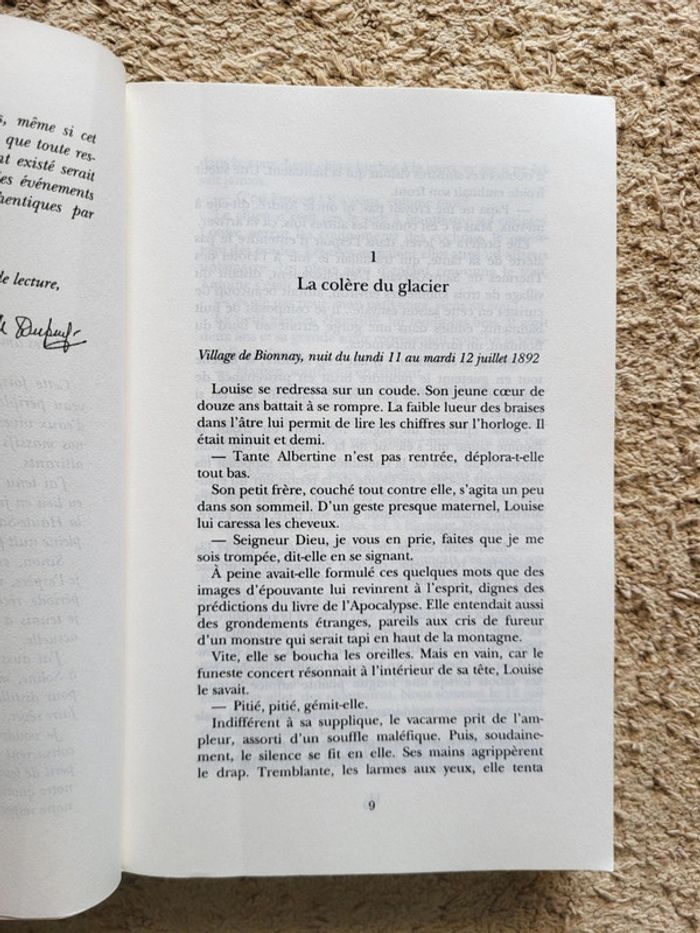 s, même si cet
que toute res-
nt existé serait
les événements
hentiques par
de lecture,
1
La colère du glacier
Village de Bionnay, nuit du lundi 11 au mardi 12 juillet 1892
Louise se redressa sur un coude. Son jeune cœur de
douze ans battait à se rompre. La faible lueur des braises
dans l'âtre lui permit de lire les chiffres sur l'horloge. Il
était minuit et demi.
— Tante Albertine n'est pas rentrée, déplora-t-elle
tout bas.
Son petit frère, couché tout contre elle, s'agita un peu
dans son sommeil. D'un geste presque maternel, Louise
lui caressa les cheveux.
— Seigneur Dieu, je vous en prie, faites que je me
sois trompée, dit-elle en se signant.
À peine avait-elle formulé ces quelques mots que des
images d'épouvante lui revinrent à l'esprit, dignes des
prédictions du livre de l'Apocalypse. Elle entendait aussi
des grondements étranges, pareils aux cris de fureur
d'un monstre qui serait tapi en haut de la montagne.
Vite, elle se boucha les oreilles. Mais en vain, car le
funeste concert résonnait à l'intérieur de sa tête, Louise
le savait.
— Pitié, pitié, gémit-elle.
Indifférent à sa supplique, le vacarme prit de l'am-
pleur, assorti d'un souffle maléfique. Puis, soudaine-
ment, le silence se fit en elle. Ses mains agrippèrent
le drap. Tremblante, les larmes aux yeux, elle tenta
9